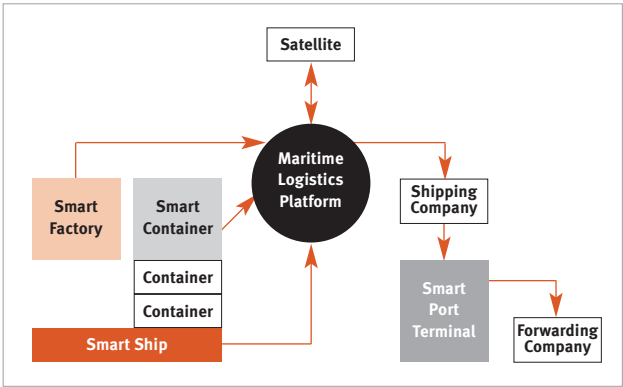 Satellite
Maritime
Logistics
Platform
Smart
Factory
Smart
Container
Container
Container
Smart Ship
Shipping
Company
Smart
Port
Terminal
Forwarding
Company